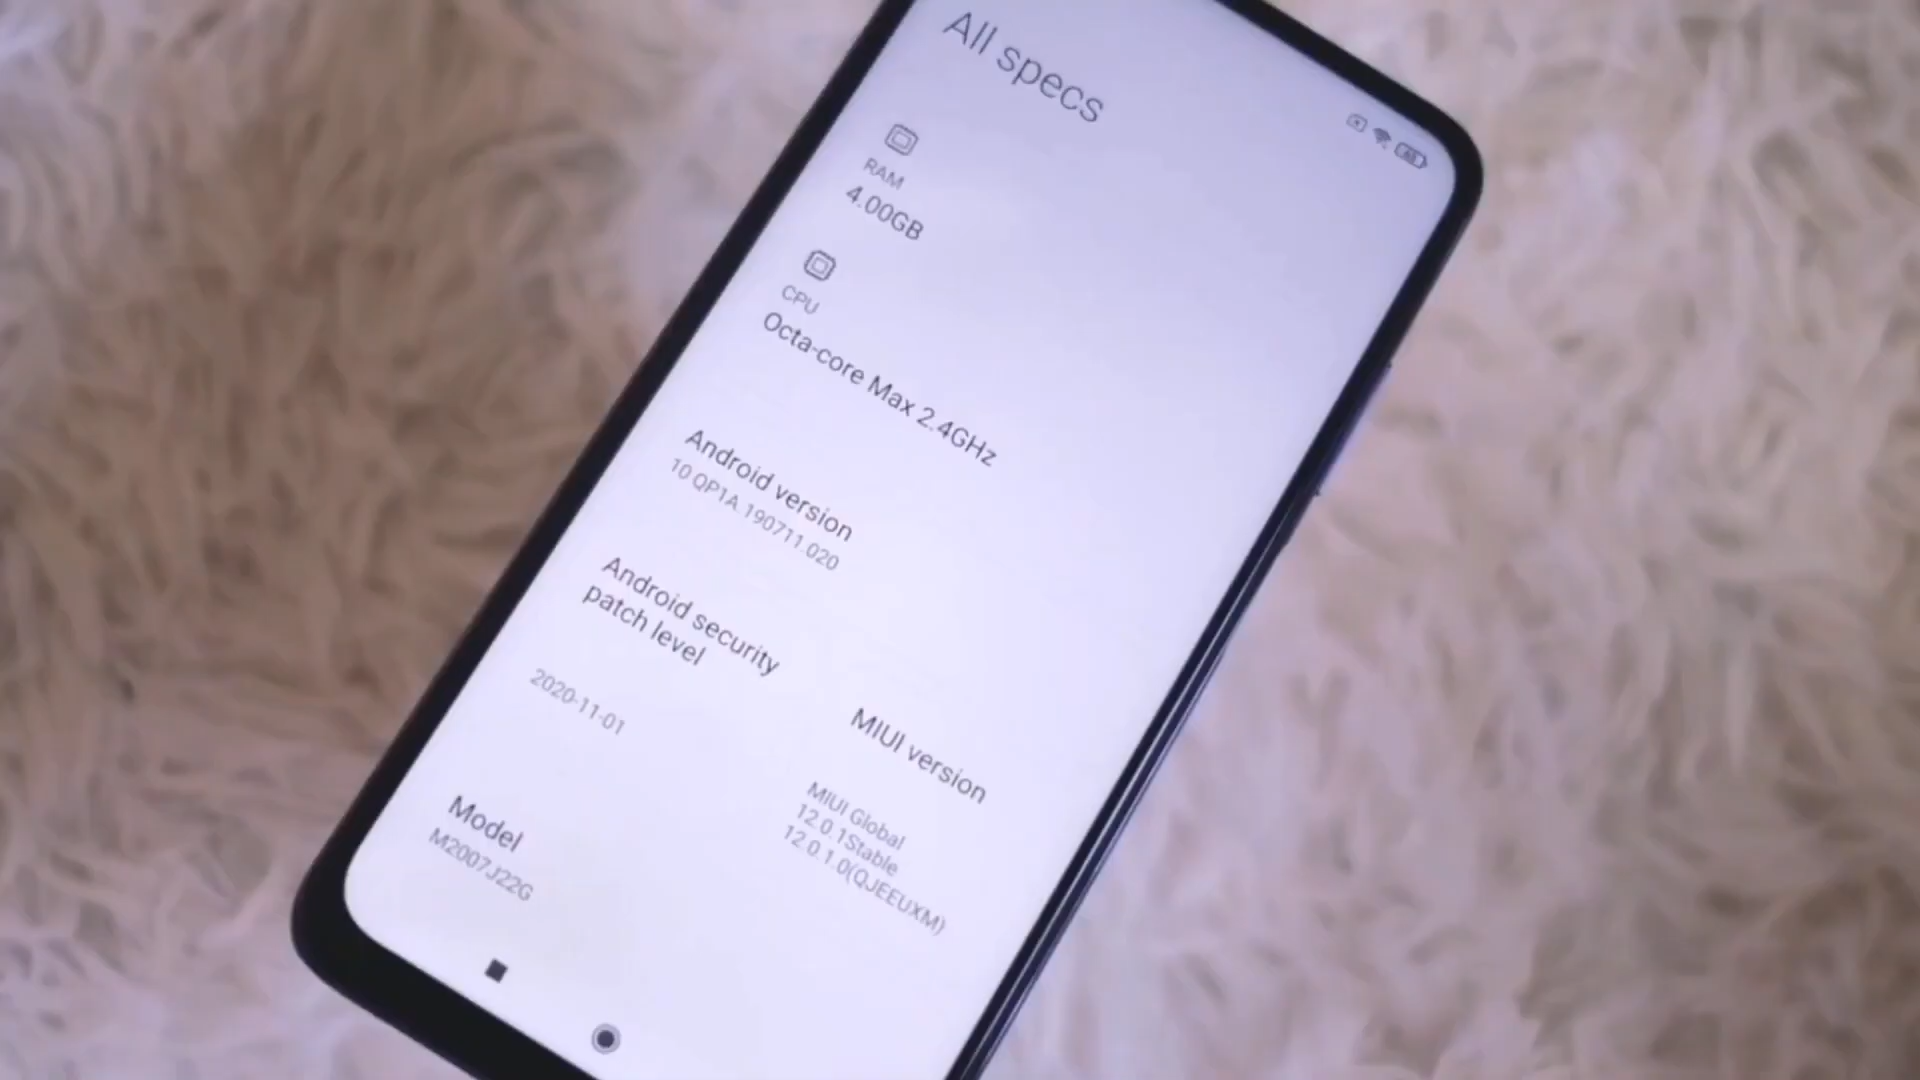 All specs
RAM
4.00GB
CPU
Octa-core Max 2.4GHz
Android version
10 QP1A.190711.020
Android security
patch level
2020-11-01
MIUI version
MIUI Global
12.0.1Stable
12.0.1.0(QJEEUXM)
Model
M2007J22G